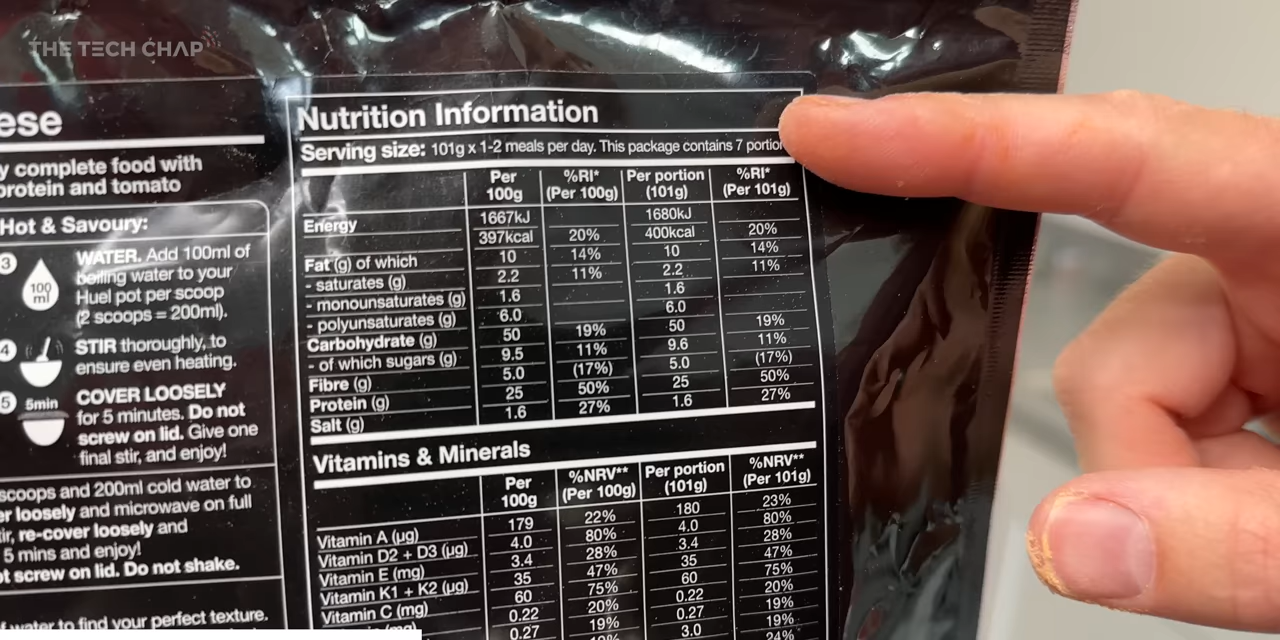 THE TECH CHAP
ese
y complete food with
protein and tomato
Hot & Savoury:
3 WATER. Add 100ml of
boiling water to your
Huel pot per scoop
(2 scoops = 200ml).
100
ml
4 STIR thoroughly, to
ensure even heating.
5 5min COVER LOOSELY
for 5 minutes. Do not
screw on lid. Give one
final stir, and enjoy!
scoops and 200ml cold water to
er loosely and microwave on full
tir, re-cover loosely and
5 mins and enjoy!
ot screw on lid. Do not shake.
f water to find your perfect texture.
Nutrition Information
Serving size: 101g x 1-2 meals per day. This package contains 7 portion
Per 100g %RI* (Per 100g) Per portion (101g) %RI* (Per 101g)
Energy 1667kJ 1680kJ
397kcal 20% 400kcal 20%
Fat (g) of which 10 14% 10 14%
- saturates (g) 2.2 11% 2.2 11%
- monounsaturates (g) 1.6 1.6
- polyunsaturates (g) 6.0 6.0
Carbohydrate (g) 50 19% 50 19%
- of which sugars (g) 9.5 11% 9.6 11%
Fibre (g) 5.0 (17%) 5.0 (17%)
Protein (g) 25 50% 25 50%
Salt (g) 1.6 27% 1.6 27%
Vitamins & Minerals
Per 100g %NRV** (Per 100g) Per portion (101g) %NRV** (Per 101g)
Vitamin A (µg) 179 22% 180 23%
Vitamin D2 + D3 (µg) 4.0 80% 4.0 80%
Vitamin E (mg) 3.4 28% 3.4 28%
Vitamin K1 + K2 (µg) 35 47% 35 47%
Vitamin C (mg) 60 75% 60 75%
(mg) 0.22 20% 0.22 20%
0.27 19% 0.27 19%
19% 3.0 19%
24%